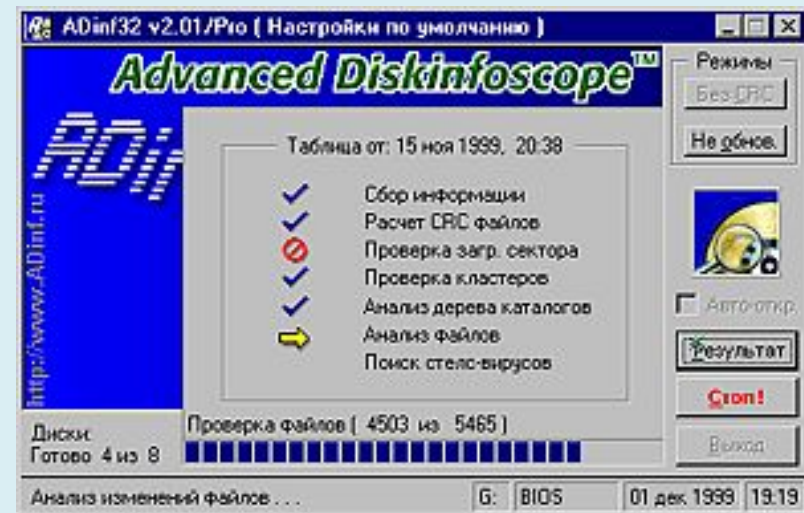 ADinf32 v2.01/Pro ( Настройки по умолчанию )
Advanced Diskinfoscope™
ADin
http://www.ADinf.ru
Режимы
Без CRC
Не обнов.
Таблица от: 15 ноя 1999, 20:38
Сбор информации
Расчет CRC файлов
Проверка загр. сектора
Проверка кластеров
Анализ дерева каталогов
Анализ файлов
Поиск стелс-вирусов
Авто-откр.
Результат
Стоп!
Выход
Диски:
Готово 4 из 8
Проверка файлов ( 4503 из 5465 )
Анализ изменений файлов . . .
G:
BIOS
01 дек 1999
19:19